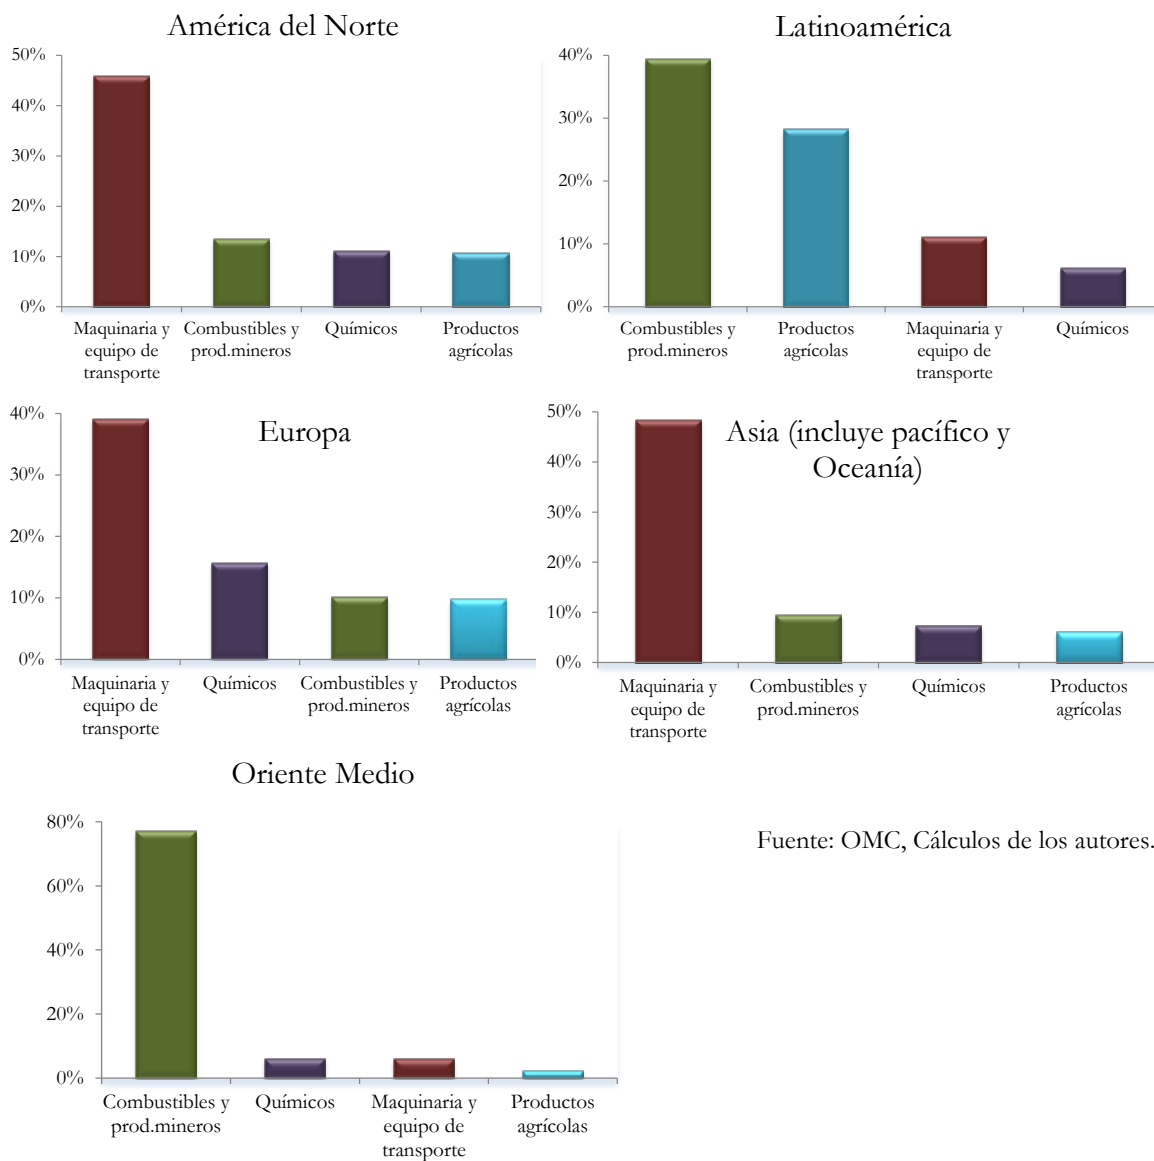 América del Norte
50%
40%
30%
20%
10%
0%
Maquinaria y
equipo de
transporte
Combustibles y
prod.mineros
Químicos
Productos
agrícolas
Latinoamérica
40%
30%
20%
10%
0%
Combustibles y
prod.mineros
Productos
agrícolas
Maquinaria y
equipo de
transporte
Químicos
Europa
40%
30%
20%
10%
0%
Maquinaria y
equipo de
transporte
Químicos
Combustibles y
prod.mineros
Productos
agrícolas
Asia (incluye pacífico y
Oceanía)
50%
40%
30%
20%
10%
0%
Maquinaria y
equipo de
transporte
Combustibles y
prod.mineros
Químicos
Productos
agrícolas
Oriente Medio
80%
60%
40%
20%
0%
Combustibles y
prod.mineros
Químicos
Maquinaria y
equipo de
transporte
Productos
agrícolas
Fuente: OMC, Cálculos de los autores.